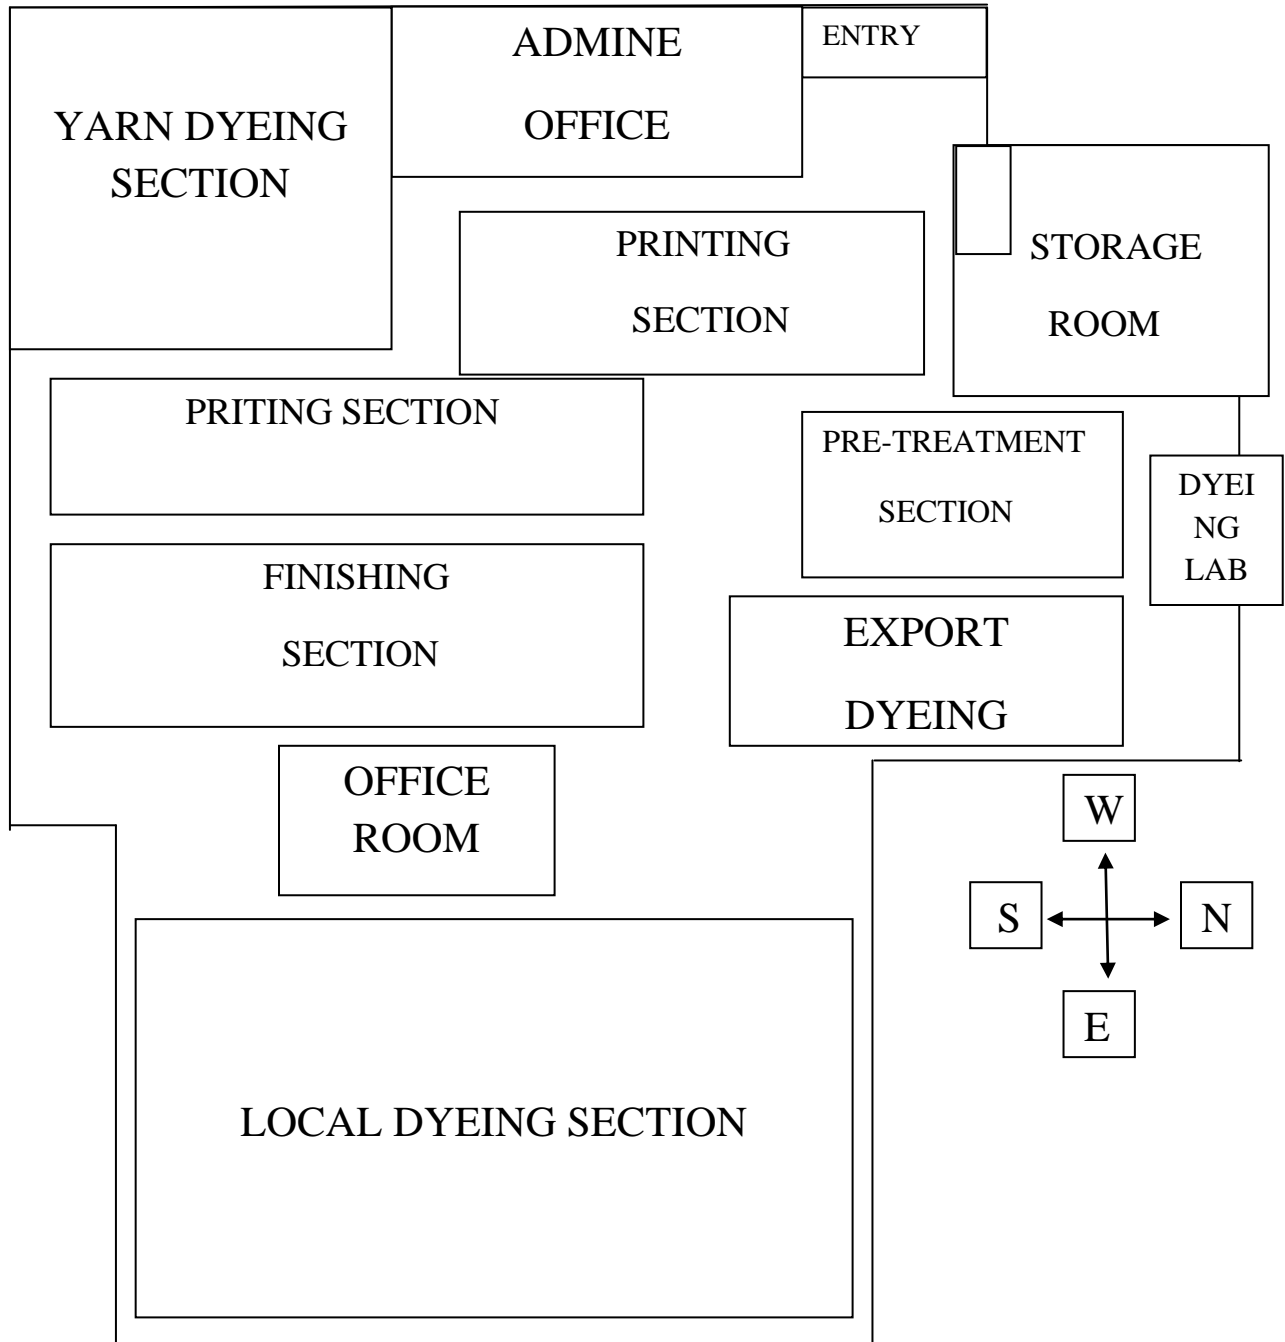 ADMINE
OFFICE
ENTRY
YARN DYEING
SECTION
PRINTING
SECTION
STORAGE
ROOM
PRITING SECTION
PRE-TREATMENT
SECTION
DYEI
NG
LAB
FINISHING
SECTION
EXPORT
DYEING
OFFICE
ROOM
W
S
N
E
LOCAL DYEING SECTION